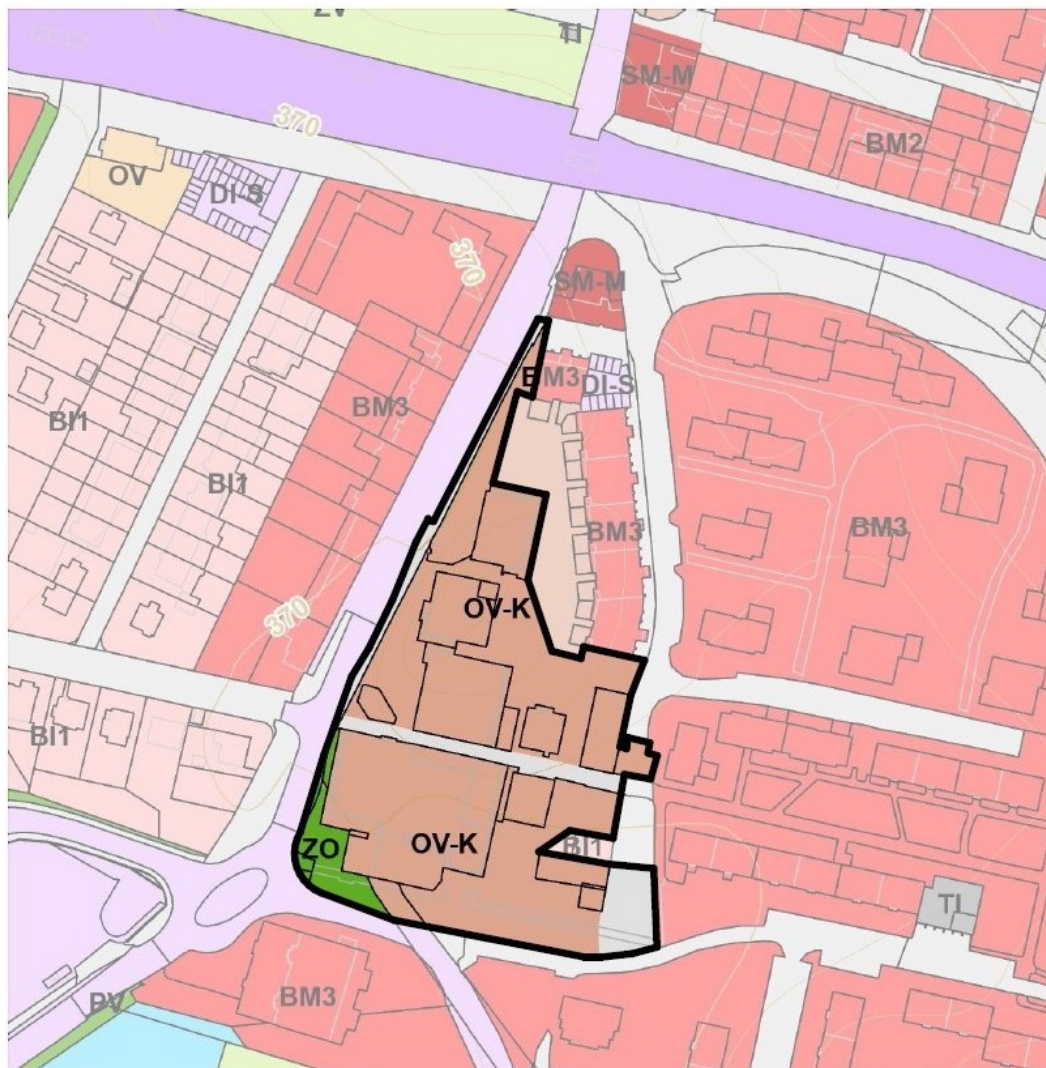 ZV
TI
SM-M
370
BM2
OV
DI-S
370
SM-M
BM3
DI-S
BM3
BI1
BI1
BM3
BM3
OV-K
370
BI1
OV-K
BI1
ZO
TI
PV
BM3